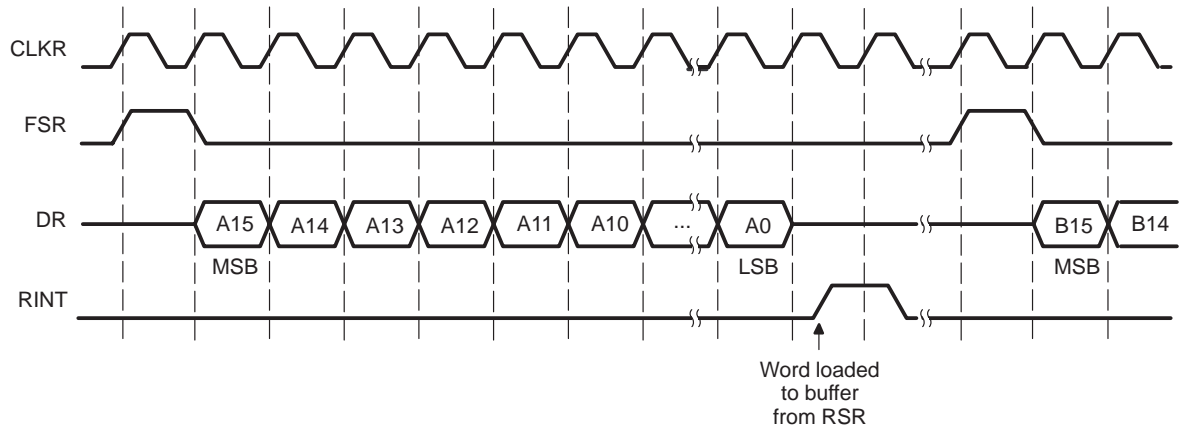 CLKR
FSR
DR
A15 A14 A13 A12 A11 A10 ... A0 B15 B14
MSB LSB MSB
RINT
Word loaded
to buffer
from RSR